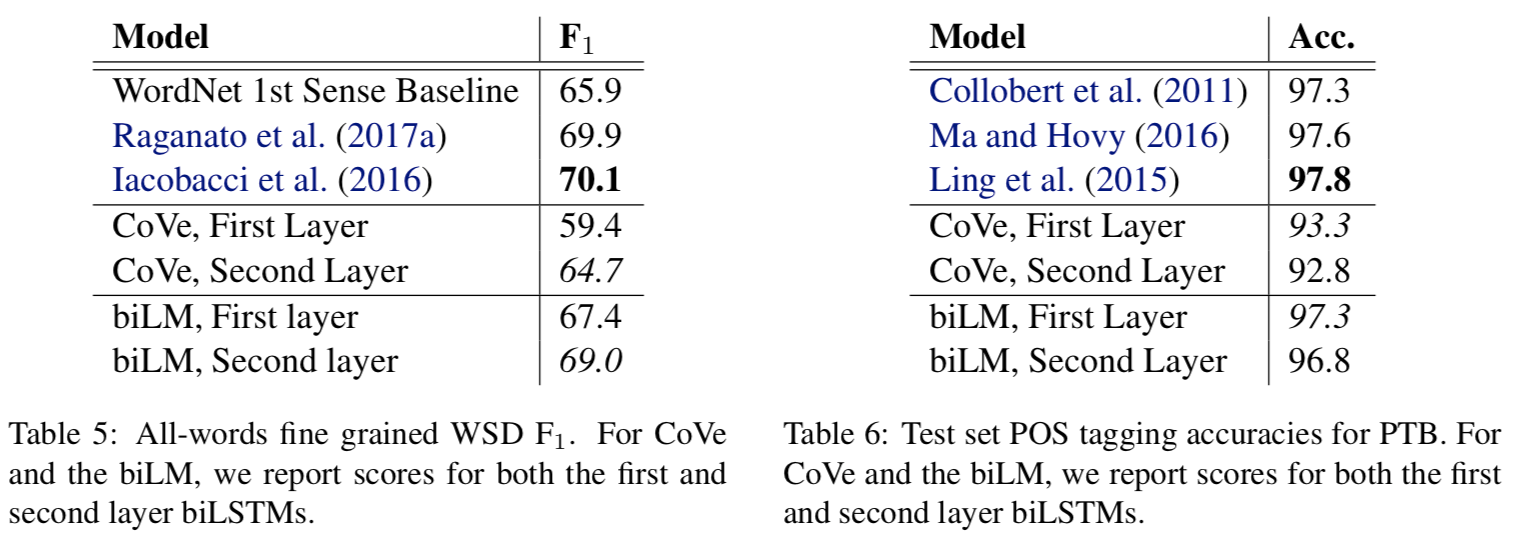 Model F₁
WordNet 1st Sense Baseline 65.9
Raganato et al. (2017a) 69.9
Iacobacci et al. (2016) 70.1
CoVe, First Layer 59.4
CoVe, Second Layer 64.7
biLM, First layer 67.4
biLM, Second layer 69.0
Table 5: All-words fine grained WSD F₁. For CoVe
and the biLM, we report scores for both the first and
second layer biLSTMs.
Model Acc.
Collobert et al. (2011) 97.3
Ma and Hovy (2016) 97.6
Ling et al. (2015) 97.8
CoVe, First Layer 93.3
CoVe, Second Layer 92.8
biLM, First Layer 97.3
biLM, Second Layer 96.8
Table 6: Test set POS tagging accuracies for PTB. For
CoVe and the biLM, we report scores for both the first
and second layer biLSTMs.